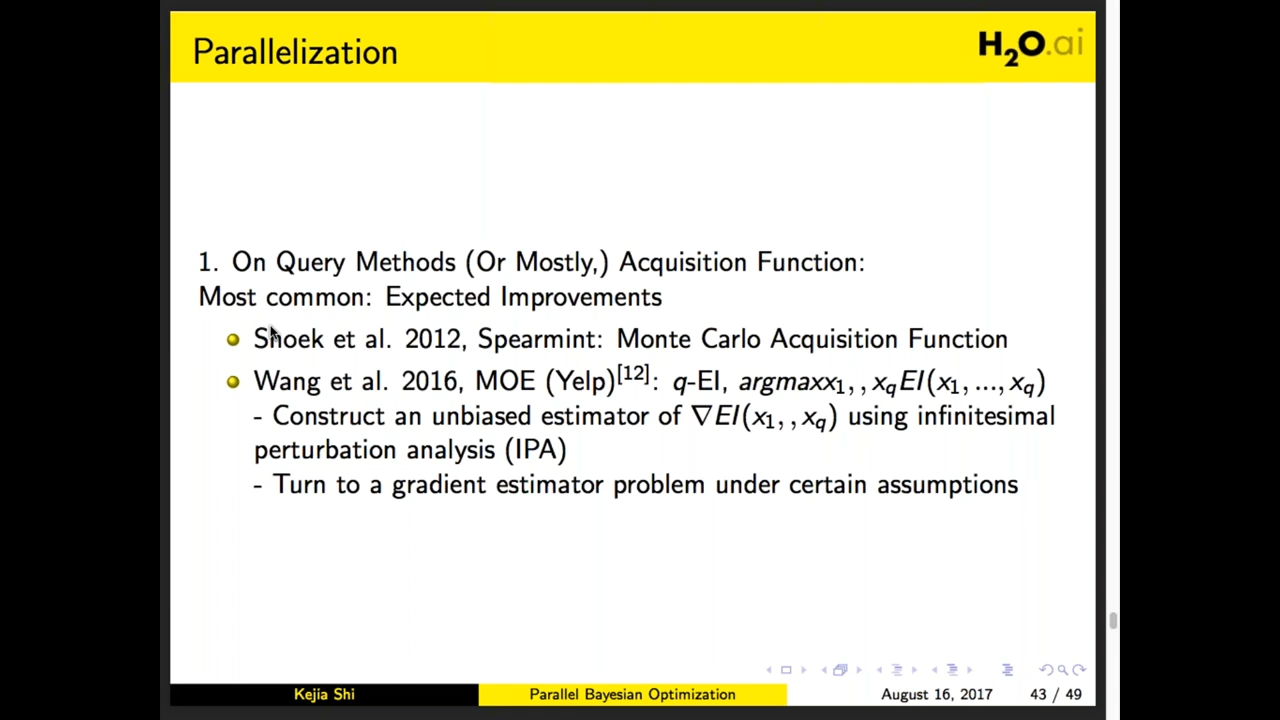 Parallelization
H2O.ai
1. On Query Methods (Or Mostly,) Acquisition Function:
Most common: Expected Improvements
Snoek et al. 2012, Spearmint: Monte Carlo Acquisition Function
Wang et al. 2016, MOE (Yelp)[12]: q-EI, argmaxx1, , xqEI(x1, ..., xq)
- Construct an unbiased estimator of ∇EI(x1, , xq) using infinitesimal
perturbation analysis (IPA)
- Turn to a gradient estimator problem under certain assumptions
Kejia Shi
Parallel Bayesian Optimization
August 16, 2017
43 / 49